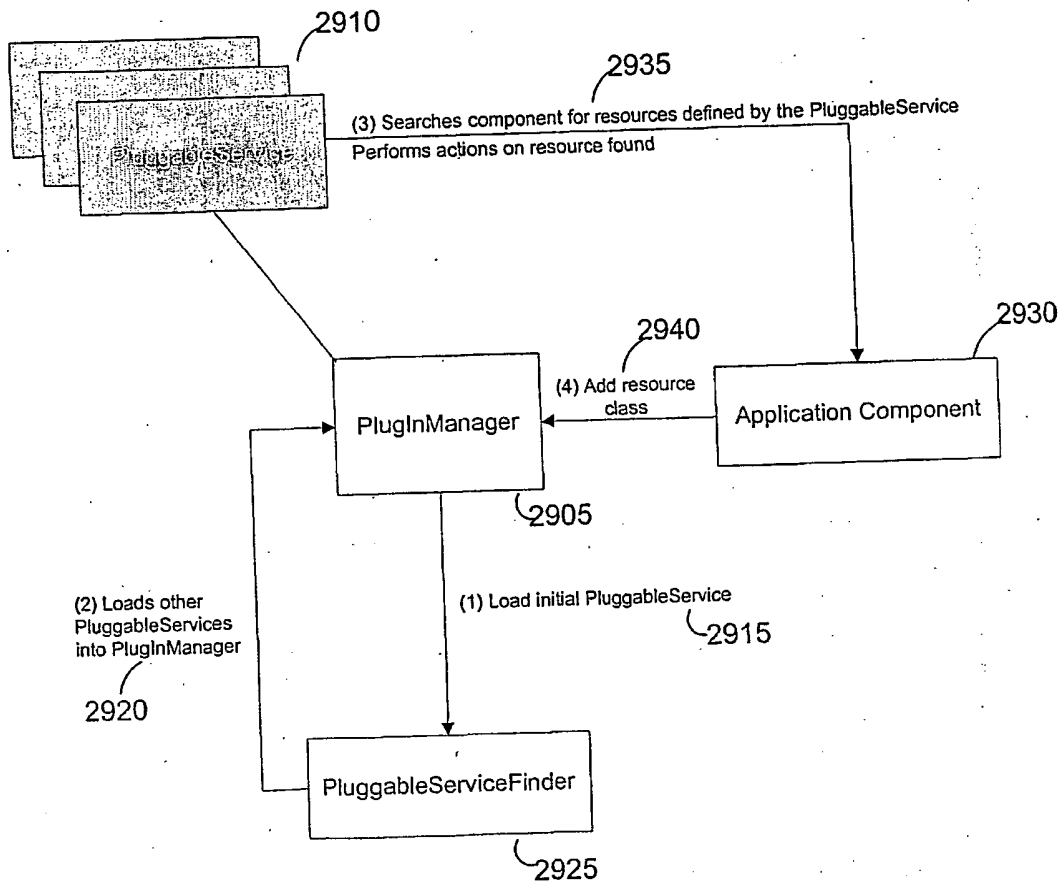 2910
2935
(3) Searches component for resources defined by the PluggableService
Performs actions on resource found
PluggableService
2940
2930
(4) Add resource
class
PlugInManager
Application Component
2905
(2) Loads other
PluggableServices
into PlugInManager
(1) Load initial PluggableService
2915
2920
PluggableServiceFinder
2925